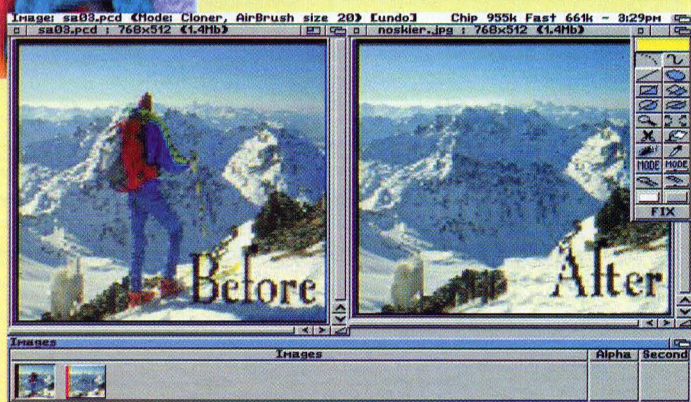 Image: sa03.pcd (Mode: Cloner, AirBrush size 20) [undo] Chip 955k Fast 661k - 3:29PM
sa03.pcd : 768x512 (1.4Mb)
noskier.jpg : 768x512 (1.4Mb)
MODE MODE
FIX
Before
After
Images
Images
Alpha
Second